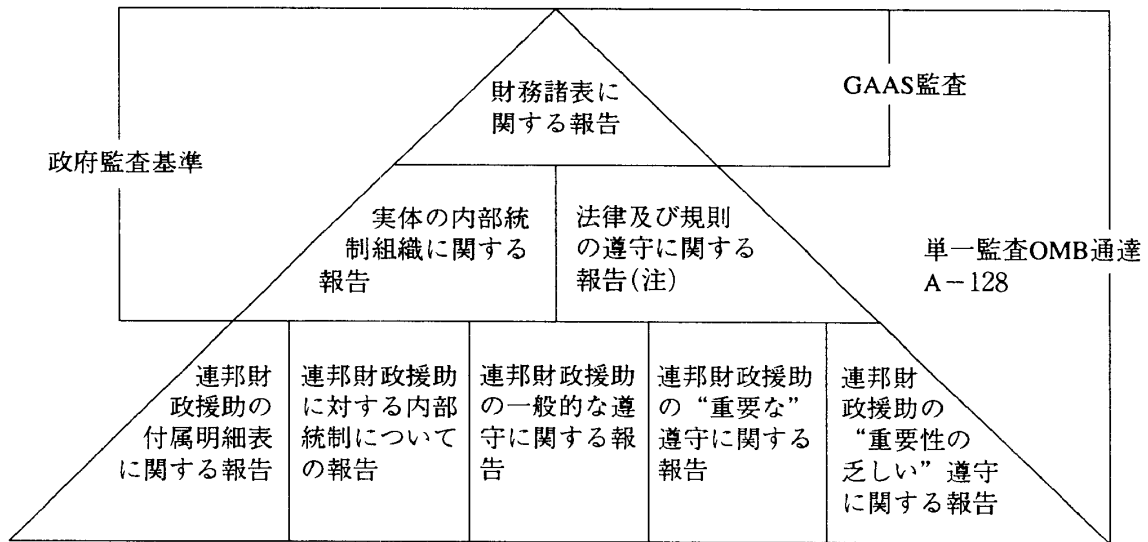 財務諸表に
関する報告
GAAS監査
政府監査基準
実体の内部統
制組織に関する
報告
法律及び規則
の遵守に関する
報告(注)
単一監査OMB通達
A−128
連邦財
政援助の
付属明細表
に関する報告
連邦財政援助
に対する内部
統制について
の報告
連邦財政援助
の一般的な遵
守に関する報
告
連邦財政援助
の“重要な”
遵守に関する
報告
連邦財
政援助の
“重要性の
乏しい”遵守
に関する報告